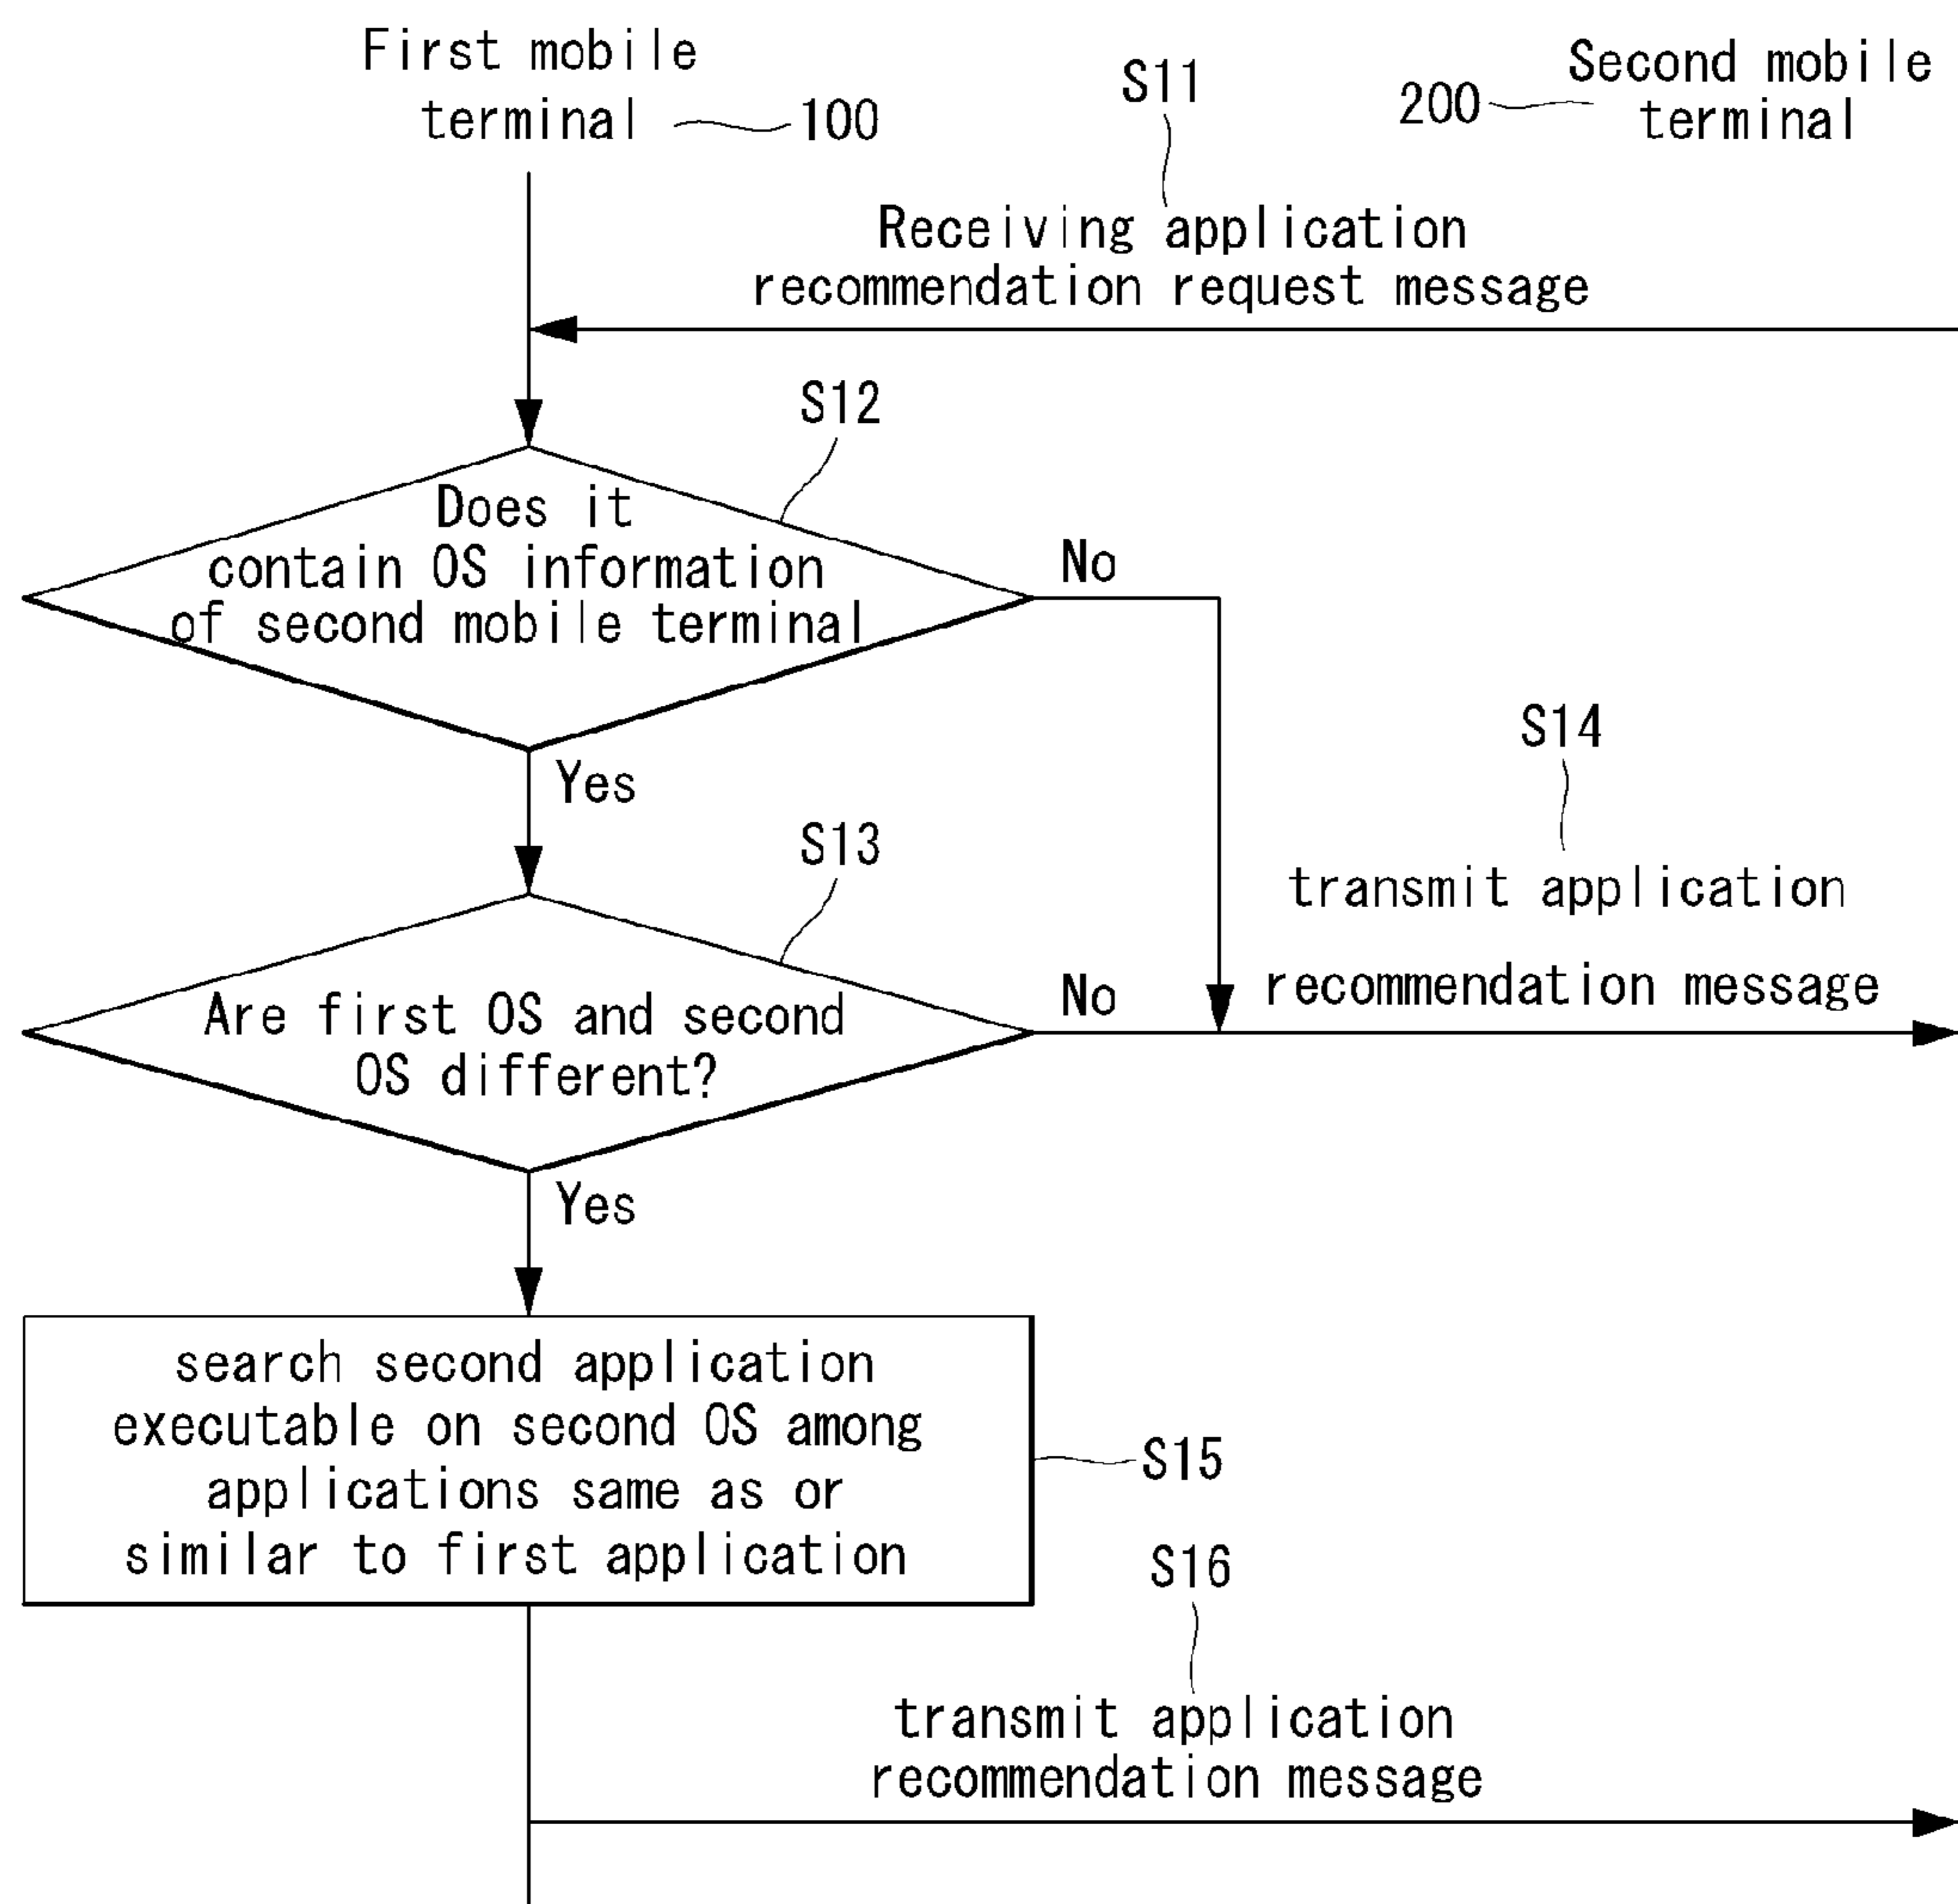 First mobile
terminal
100
S11
200
Second mobile
terminal
Receiving application
recommendation request message
S12
Does it
contain OS information
of second mobile terminal
No
Yes
S14
transmit application
recommendation message
S13
Are first OS and second
OS different?
No
Yes
search second application
executable on second OS among
applications same as or
similar to first application
S15
S16
transmit application
recommendation message